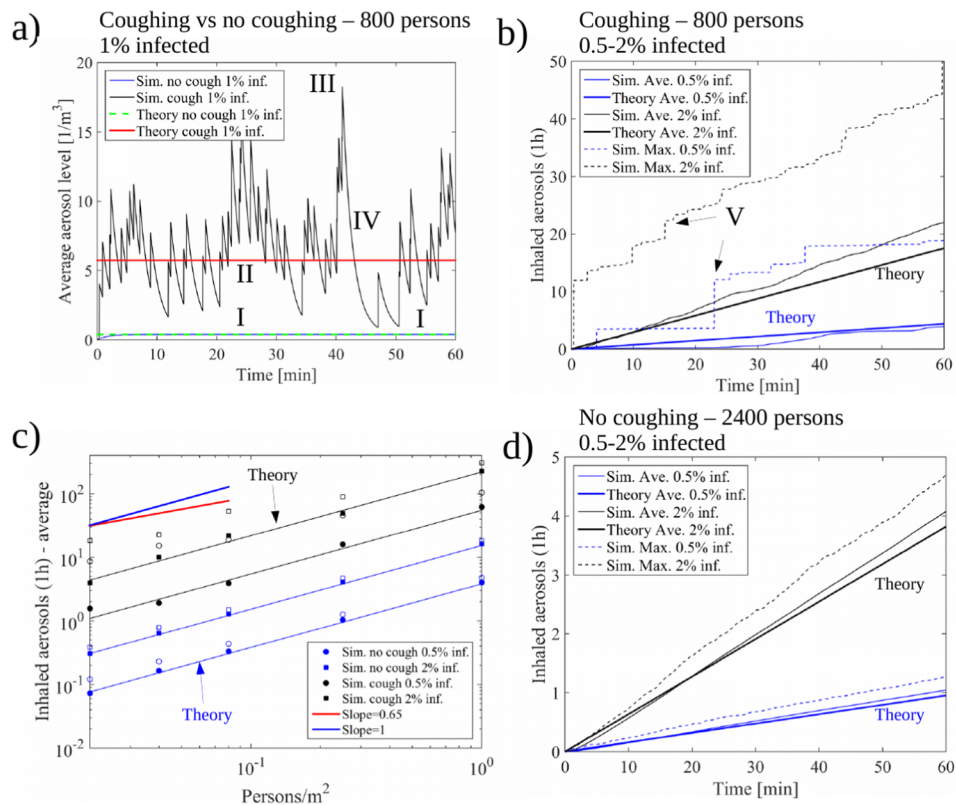 a)
Coughing vs no coughing – 800 persons
1% infected
Average aerosol level [1/m³]
20
15
10
5
0
Sim. no cough 1% inf.
Sim. cough 1% inf.
Theory no cough 1% inf.
Theory cough 1% inf.
III
IV
II
I
I
0 10 20 30 40 50 60
Time [min]
b)
Coughing – 800 persons
0.5-2% infected
Inhaled aerosols (1h)
50
40
30
20
10
0
Sim. Ave. 0.5% inf.
Theory Ave. 0.5% inf.
Sim. Ave. 2% inf.
Theory Ave. 2% inf.
Sim. Max. 0.5% inf.
Sim. Max. 2% inf.
V
Theory
Theory
0 10 20 30 40 50 60
Time [min]
c)
Inhaled aerosols (1h) - average
10²
10¹
10⁰
10⁻¹
10⁻²
Theory
Theory
Sim. no cough 0.5% inf.
Sim. no cough 2% inf.
Sim. cough 0.5% inf.
Sim. cough 2% inf.
Slope=0.65
Slope=1
10⁻¹ 10⁰
Persons/m²
d)
No coughing – 2400 persons
0.5-2% infected
Inhaled aerosols (1h)
5
4
3
2
1
0
Sim. Ave. 0.5% inf.
Theory Ave. 0.5% inf.
Sim. Ave. 2% inf.
Theory Ave. 2% inf.
Sim. Max. 0.5% inf.
Sim. Max. 2% inf.
Theory
Theory
0 10 20 30 40 50 60
Time [min]